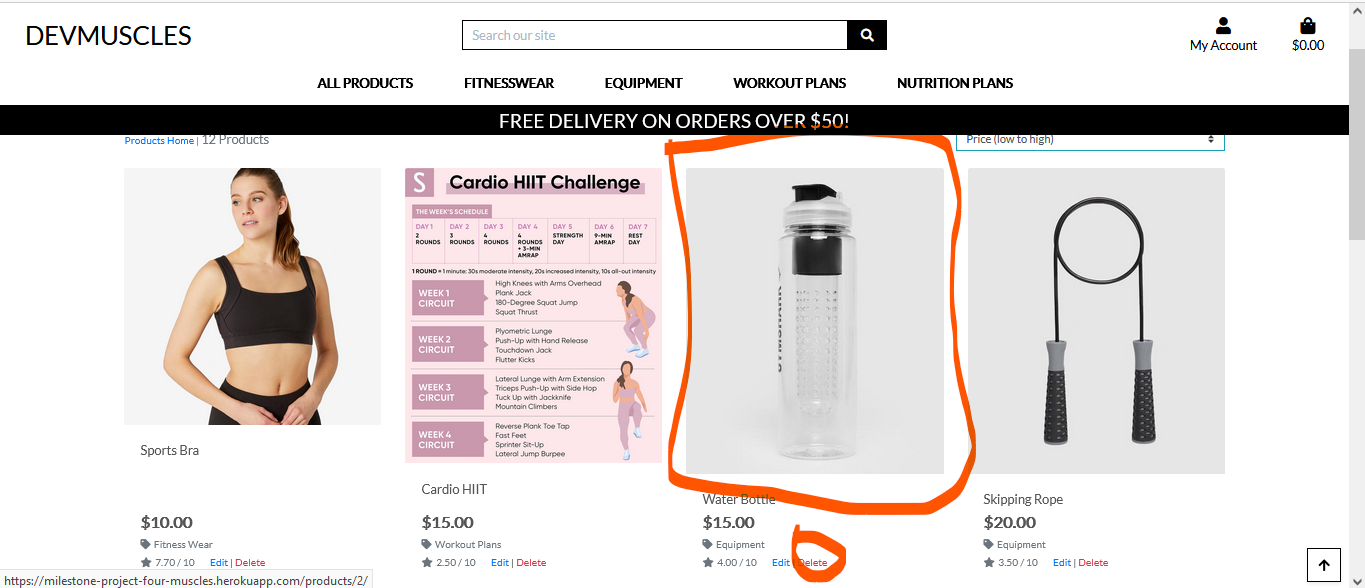 DEVMUSCLES
Search our site
My Account
$0.00
ALL PRODUCTS FITNESSWEAR EQUIPMENT WORKOUT PLANS NUTRITION PLANS
FREE DELIVERY ON ORDERS OVER $50!
Products Home | 12 Products
Price (low to high)
S Cardio HIIT Challenge
THE WEEK'S SCHEDULE
DAY 1 DAY 2 DAY 3 DAY 4 DAY 5 DAY 6 DAY 7
2 ROUNDS
3 ROUNDS
4 ROUNDS
4 ROUNDS + 3-MIN AMRAP
STRENGTH DAY
9-MIN AMRAP
REST DAY
1 ROUND = 1 minute: 30s moderate intensity, 20s increased intensity, 10s all-out intensity
WEEK 1 CIRCUIT
High Knees with Arms Overhead
Plank Jack
180-Degree Squat Jump
Squat Thrust
WEEK 2 CIRCUIT
Plyometric Lunge
Push-Up with Hand Release
Touchdown Jack
Flutter Kicks
WEEK 3 CIRCUIT
Lateral Lunge with Arm Extension
Triceps Push-Up with Side Hop
Tuck Up with Jackknife
Mountain Climbers
WEEK 4 CIRCUIT
Reverse Plank Toe Tap
Fast Feet
Sprinter Sit-Up
Lateral Jump Burpee
GYMSHARK
Sports Bra
$10.00
Fitness Wear
7.70 / 10 Edit | Delete
Cardio HIIT
$15.00
Workout Plans
2.50 / 10 Edit | Delete
Water Bottle
$15.00
Equipment
4.00 / 10 Edit | Delete
Skipping Rope
$20.00
Equipment
3.50 / 10 Edit | Delete
https://milestone-project-four-muscles.herokuapp.com/products/2/